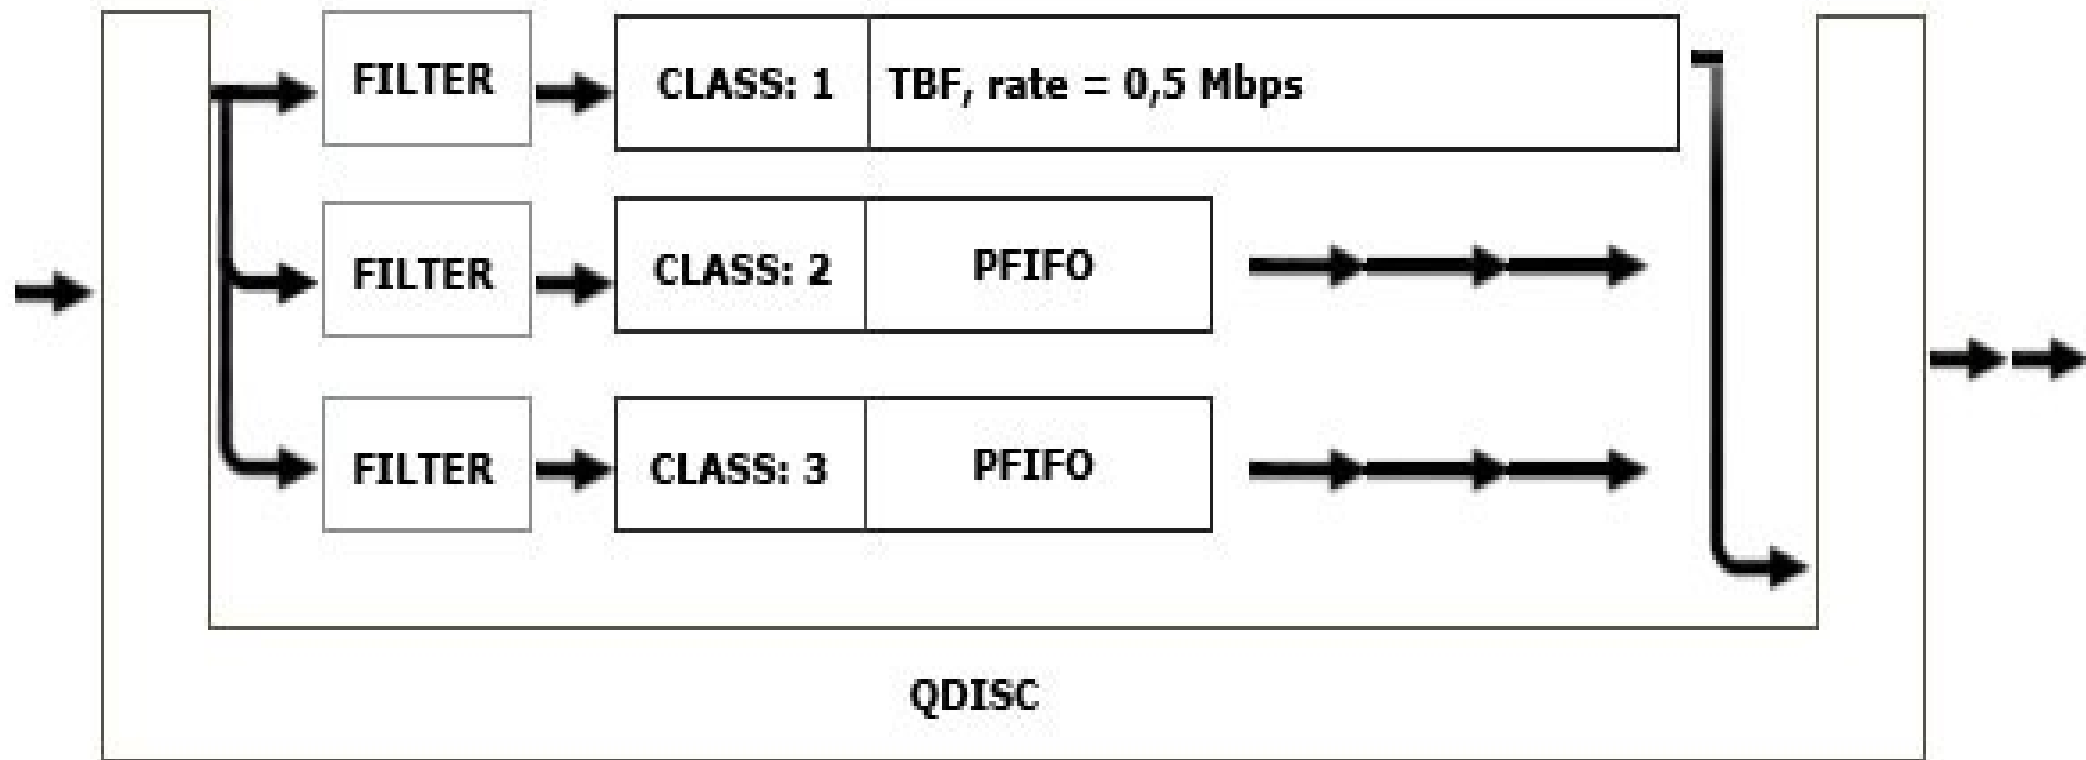 FILTER
CLASS: 1
TBF, rate = 0,5 Mbps
FILTER
CLASS: 2
PFIFO
FILTER
CLASS: 3
PFIFO
QDISC